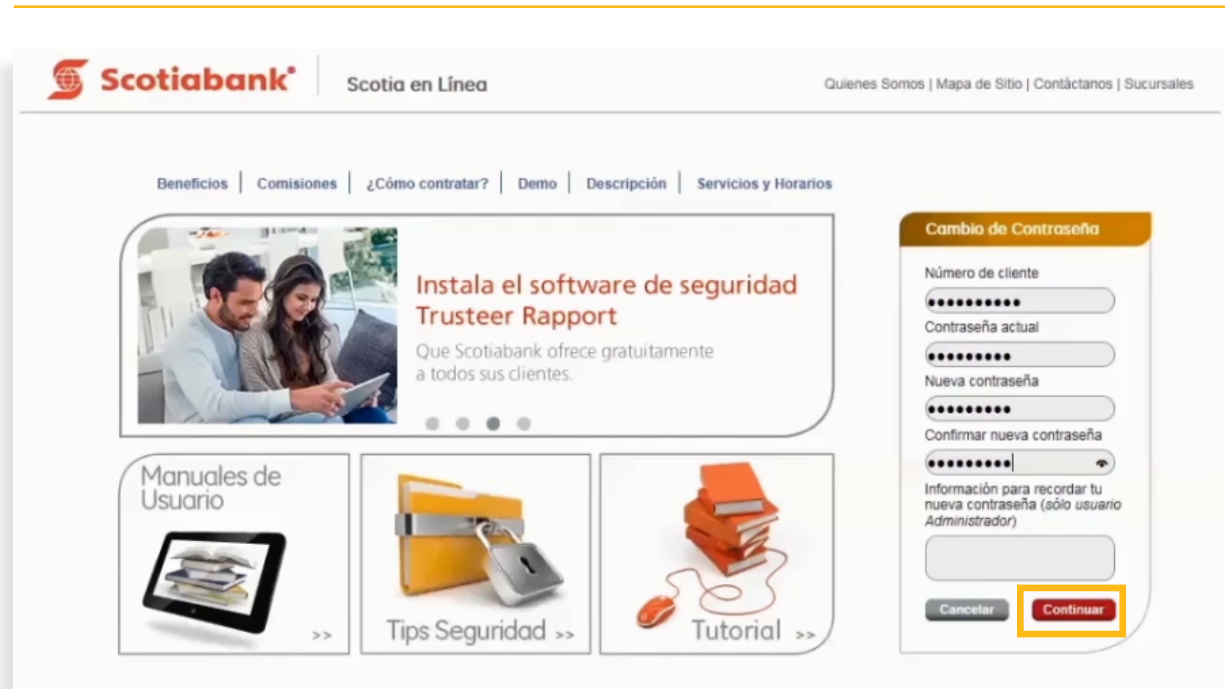 Scotiabank
Scotia en Línea
Quienes Somos | Mapa de Sitio | Contáctanos | Sucursales
Beneficios | Comisiones | ¿Cómo contratar? | Demo | Descripción | Servicios y Horarios
Instala el software de seguridad
Trusteer Rapport
Que Scotiabank ofrece gratuitamente
a todos sus clientes.
Manuales de
Usuario
>>
Tips Seguridad >>
Tutorial >>
Cambio de Contraseña
Número de cliente
••••••••••
Contraseña actual
•••••••••
Nueva contraseña
•••••••••
Confirmar nueva contraseña
•••••••••
Información para recordar tu
nueva contraseña (sólo usuario
Administrador)
Cancelar
Continuar